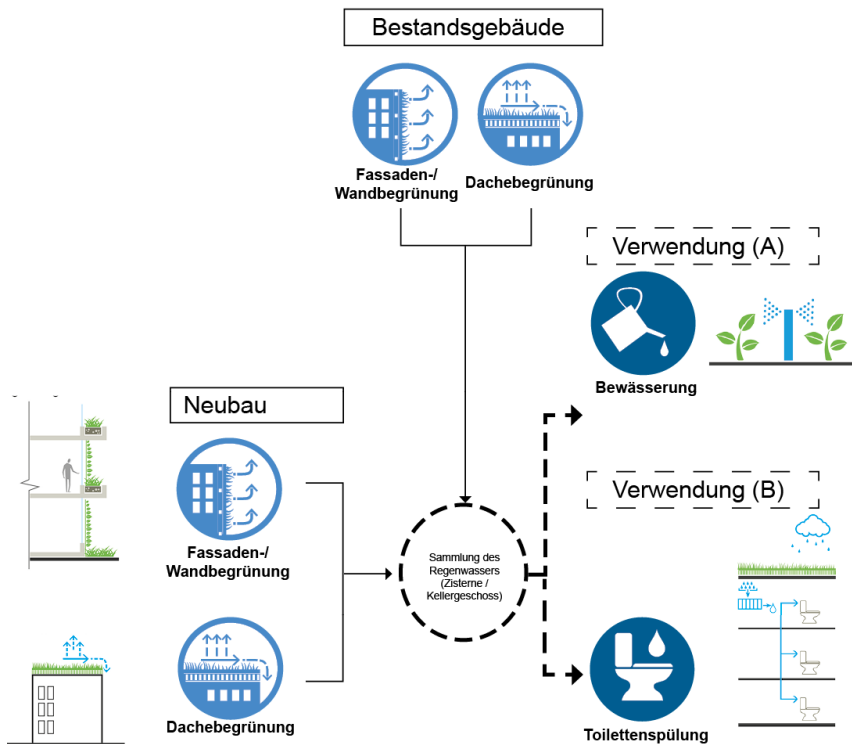 Bestandsgebäude
Fassaden-/
Wandbegrünung
Dachebegrünung
Verwendung (A)
Bewässerung
Neubau
Fassaden-/
Wandbegrünung
Dachebegrünung
Sammlung des
Regenwassers
(Zisterne /
Kellergeschoss)
Verwendung (B)
Toilettenspülung